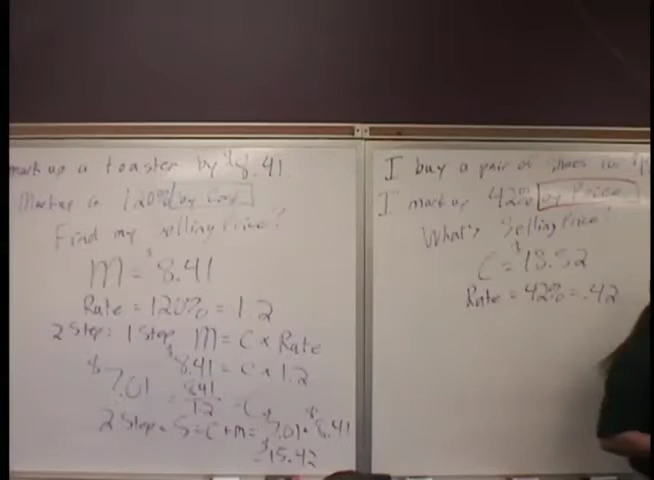 mark up a toaster by $8.41
Markup is 120% by Cost
Find my selling Price?
M = $8.41
Rate = 120% = 1.2
2 Step: 1 Step M = C x Rate
$8.41 = C x 1.2
$7.01 = 8.41 / 1.2 = C
2 Step = S = C + M = 7.01 + 8.41
= $15.42
I buy a pair of shoes for
I mark up 42% by Price
What's Selling Price?
C = $18.52
Rate = 42% = .42